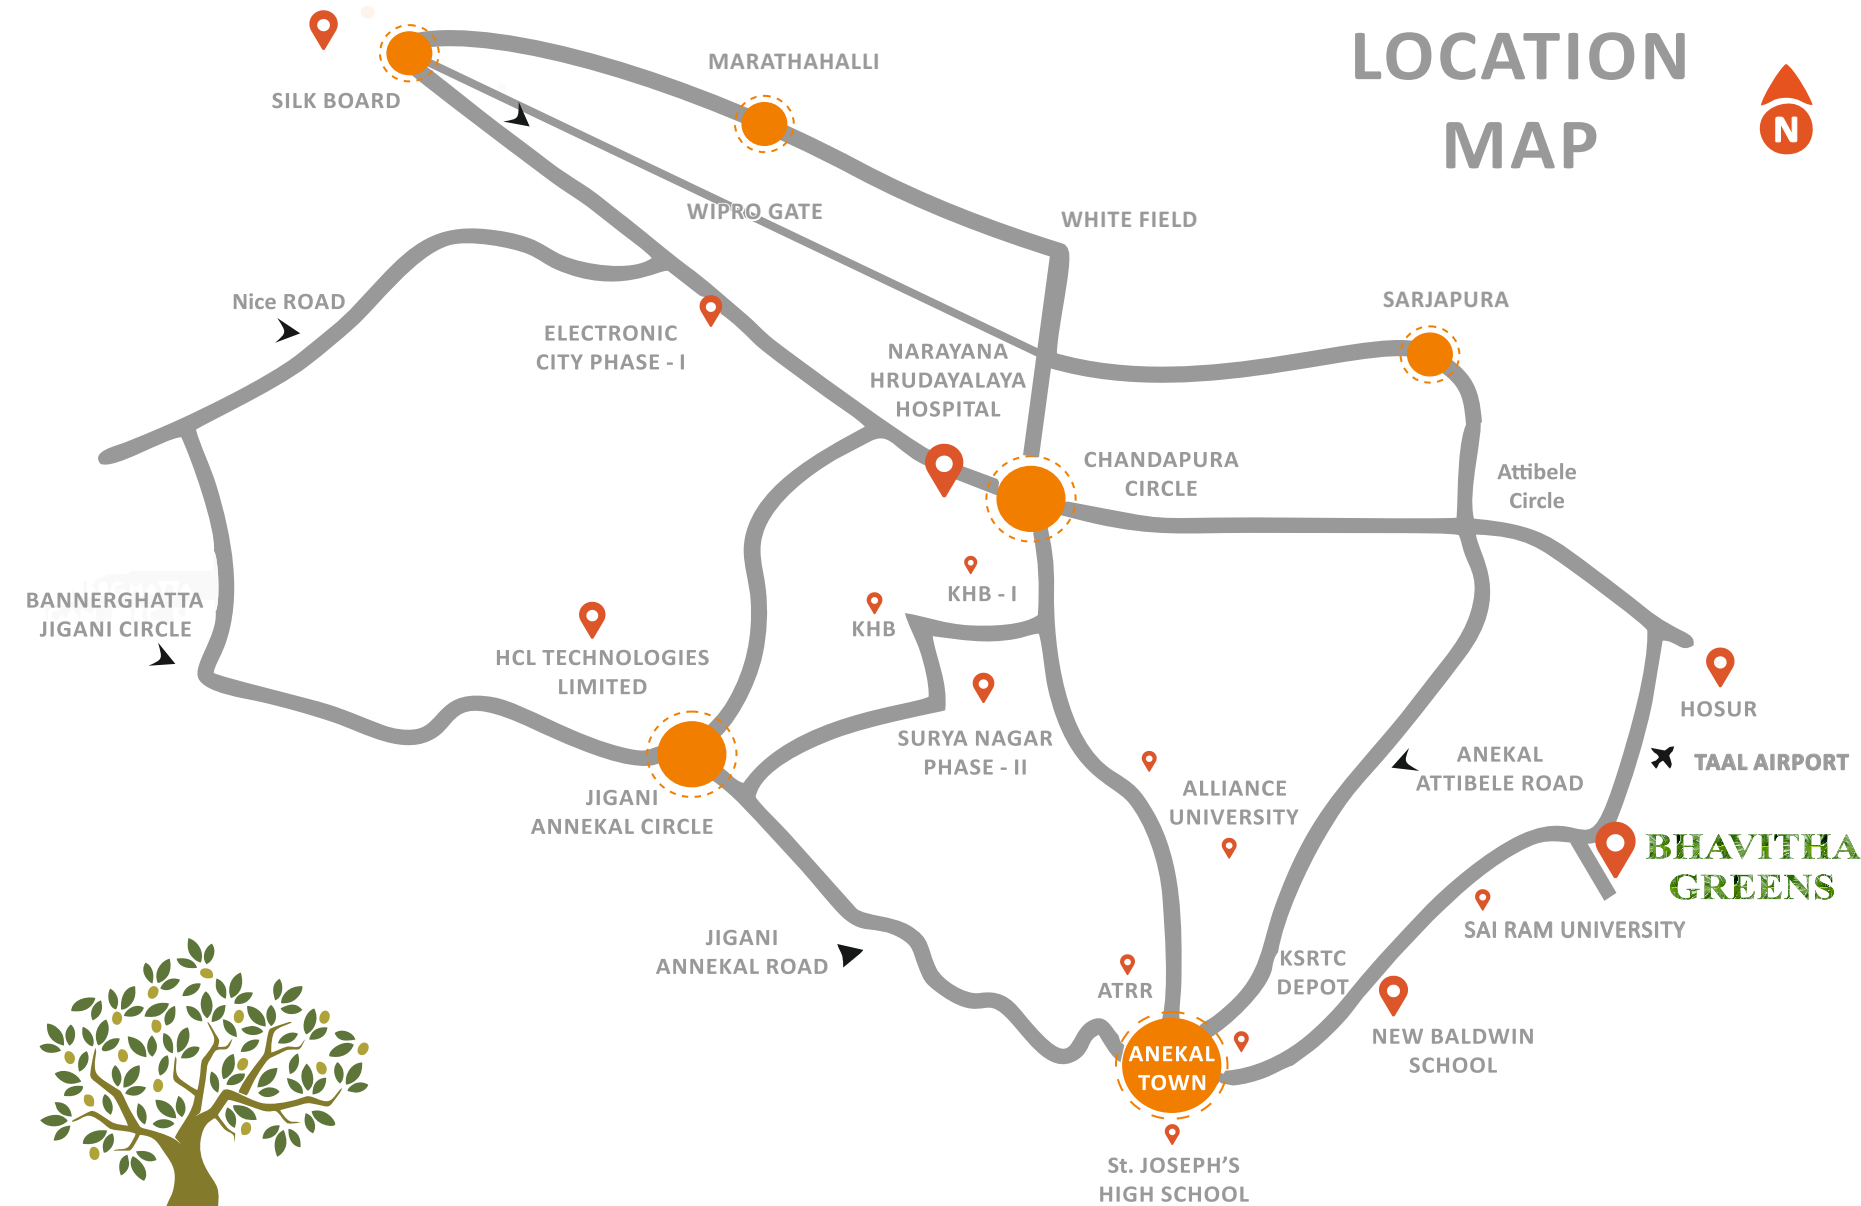 LOCATION
MAP
N
SILK BOARD
MARATHAHALLI
WIPRO GATE
WHITE FIELD
Nice ROAD
SARJAPURA
ELECTRONIC
CITY PHASE - I
NARAYANA
HRUDAYALAYA
HOSPITAL
CHANDAPURA
CIRCLE
Attibele
Circle
BANNERGHATTA
JIGANI CIRCLE
KHB - I
KHB
HCL TECHNOLOGIES
LIMITED
SURYA NAGAR
PHASE - II
HOSUR
TAAL AIRPORT
ANEKAL
ATTIBELE ROAD
ALLIANCE
UNIVERSITY
JIGANI
ANNEKAL CIRCLE
BHAVITHA
GREENS
SAI RAM UNIVERSITY
JIGANI
ANNEKAL ROAD
KSRTC
DEPOT
ATRR
NEW BALDWIN
SCHOOL
ANEKAL
TOWN
St. JOSEPH'S
HIGH SCHOOL